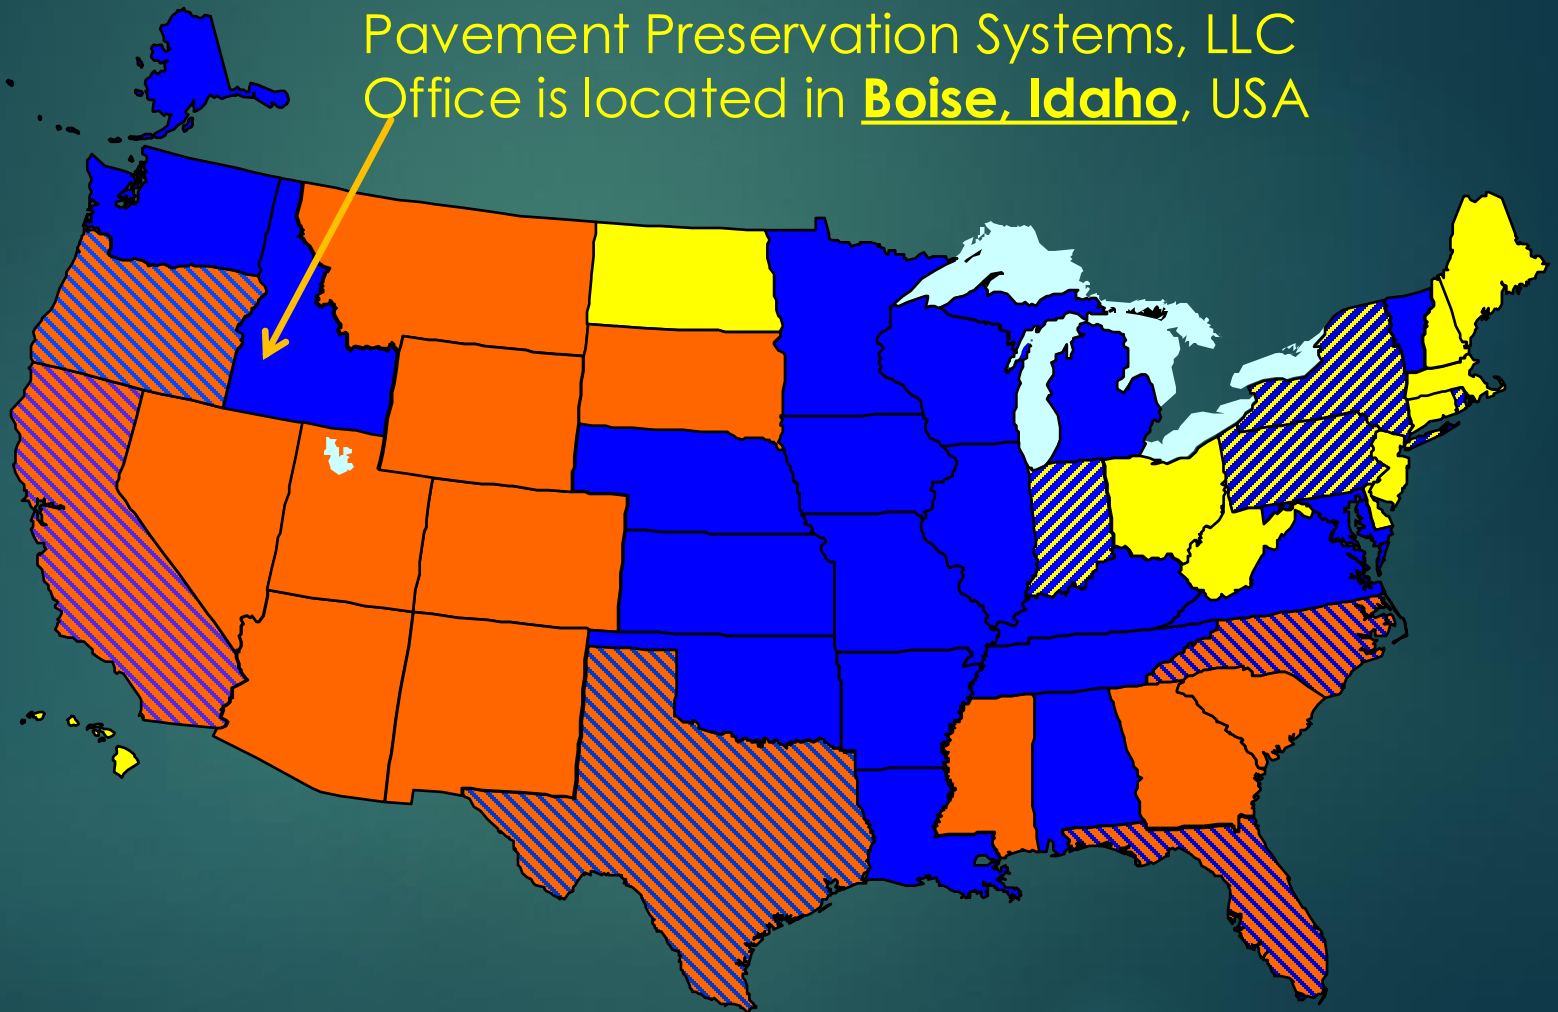 Pavement Preservation Systems, LLC
Office is located in Boise, Idaho, USA